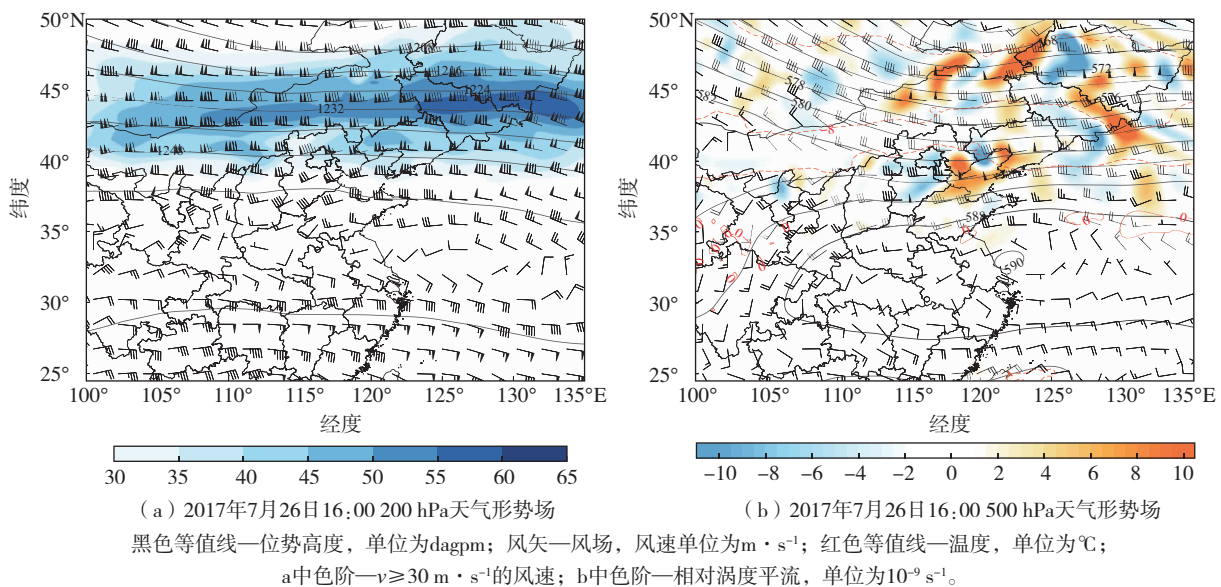 50°N
45°
40°
35°
30°
25°
纬度
100°
105°
110°
115°
120°
125°
130°
135°E
经度
1208
1216
1224
1232
1240
30 35 40 45 50 55 60 65
(a)2017年7月26日16:00 200 hPa天气形势场
50°N
45°
40°
35°
30°
25°
纬度
100°
105°
110°
115°
120°
125°
130°
135°E
经度
568
572
578
580
588
590
−10 −8 −6 −4 −2 0 2 4 6 8 10
(b)2017年7月26日16:00 500 hPa天气形势场
黑色等值线—位势高度,单位为dagpm;风矢—风场,风速单位为m·s⁻¹;红色等值线—温度,单位为℃;
a中色阶—v≥30 m·s⁻¹的风速;b中色阶—相对涡度平流,单位为10⁻⁹ s⁻¹。